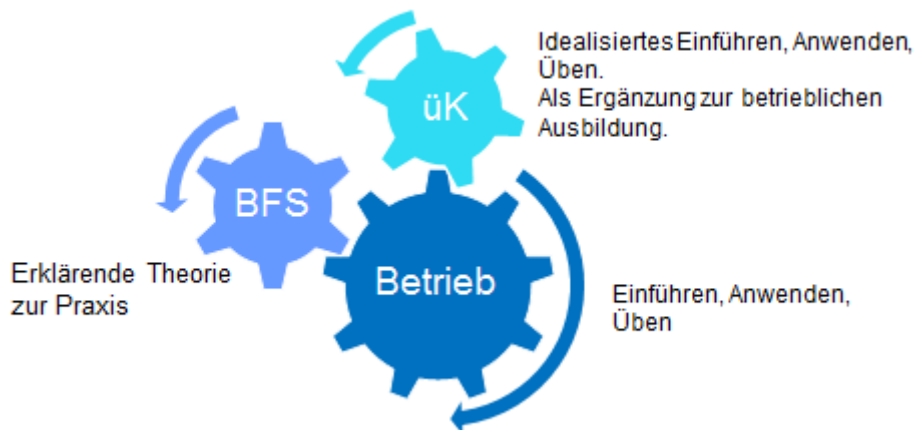 Idealisiertes Einführen, Anwenden,
Üben.
Als Ergänzung zur betrieblichen
Ausbildung.
üK
BFS
Betrieb
Erklärende Theorie
zur Praxis
Einführen, Anwenden,
Üben